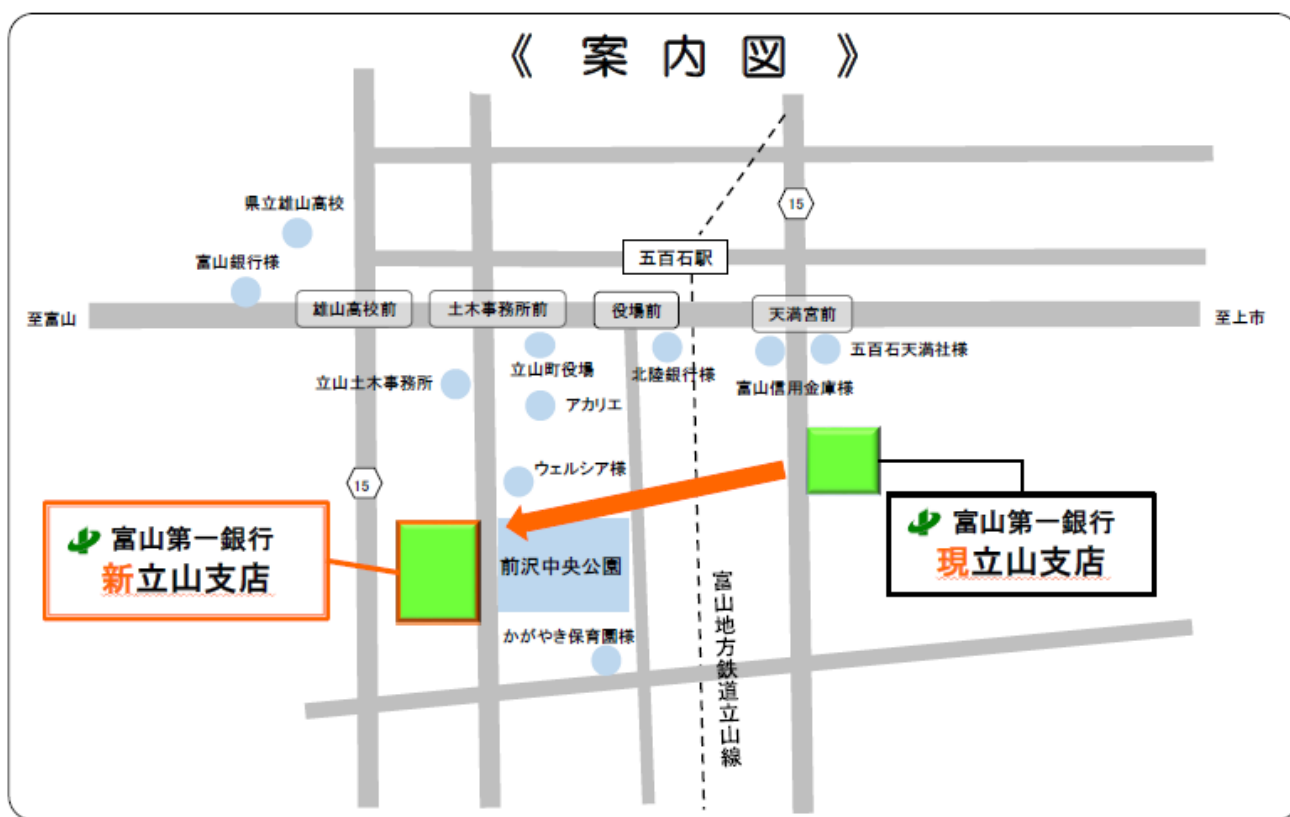 《 案 内 図 》
県立雄山高校
15
富山銀行様
五百石駅
至富山
雄山高校前
土木事務所前
役場前
天満宮前
至上市
立山土木事務所
立山町役場
北陸銀行様
五百石天満社様
富山信用金庫様
アカリエ
ウェルシア様
15
富山第一銀行
新立山支店
前沢中央公園
富山第一銀行
現立山支店
かがやき保育園様
富山地方鉄道立山線